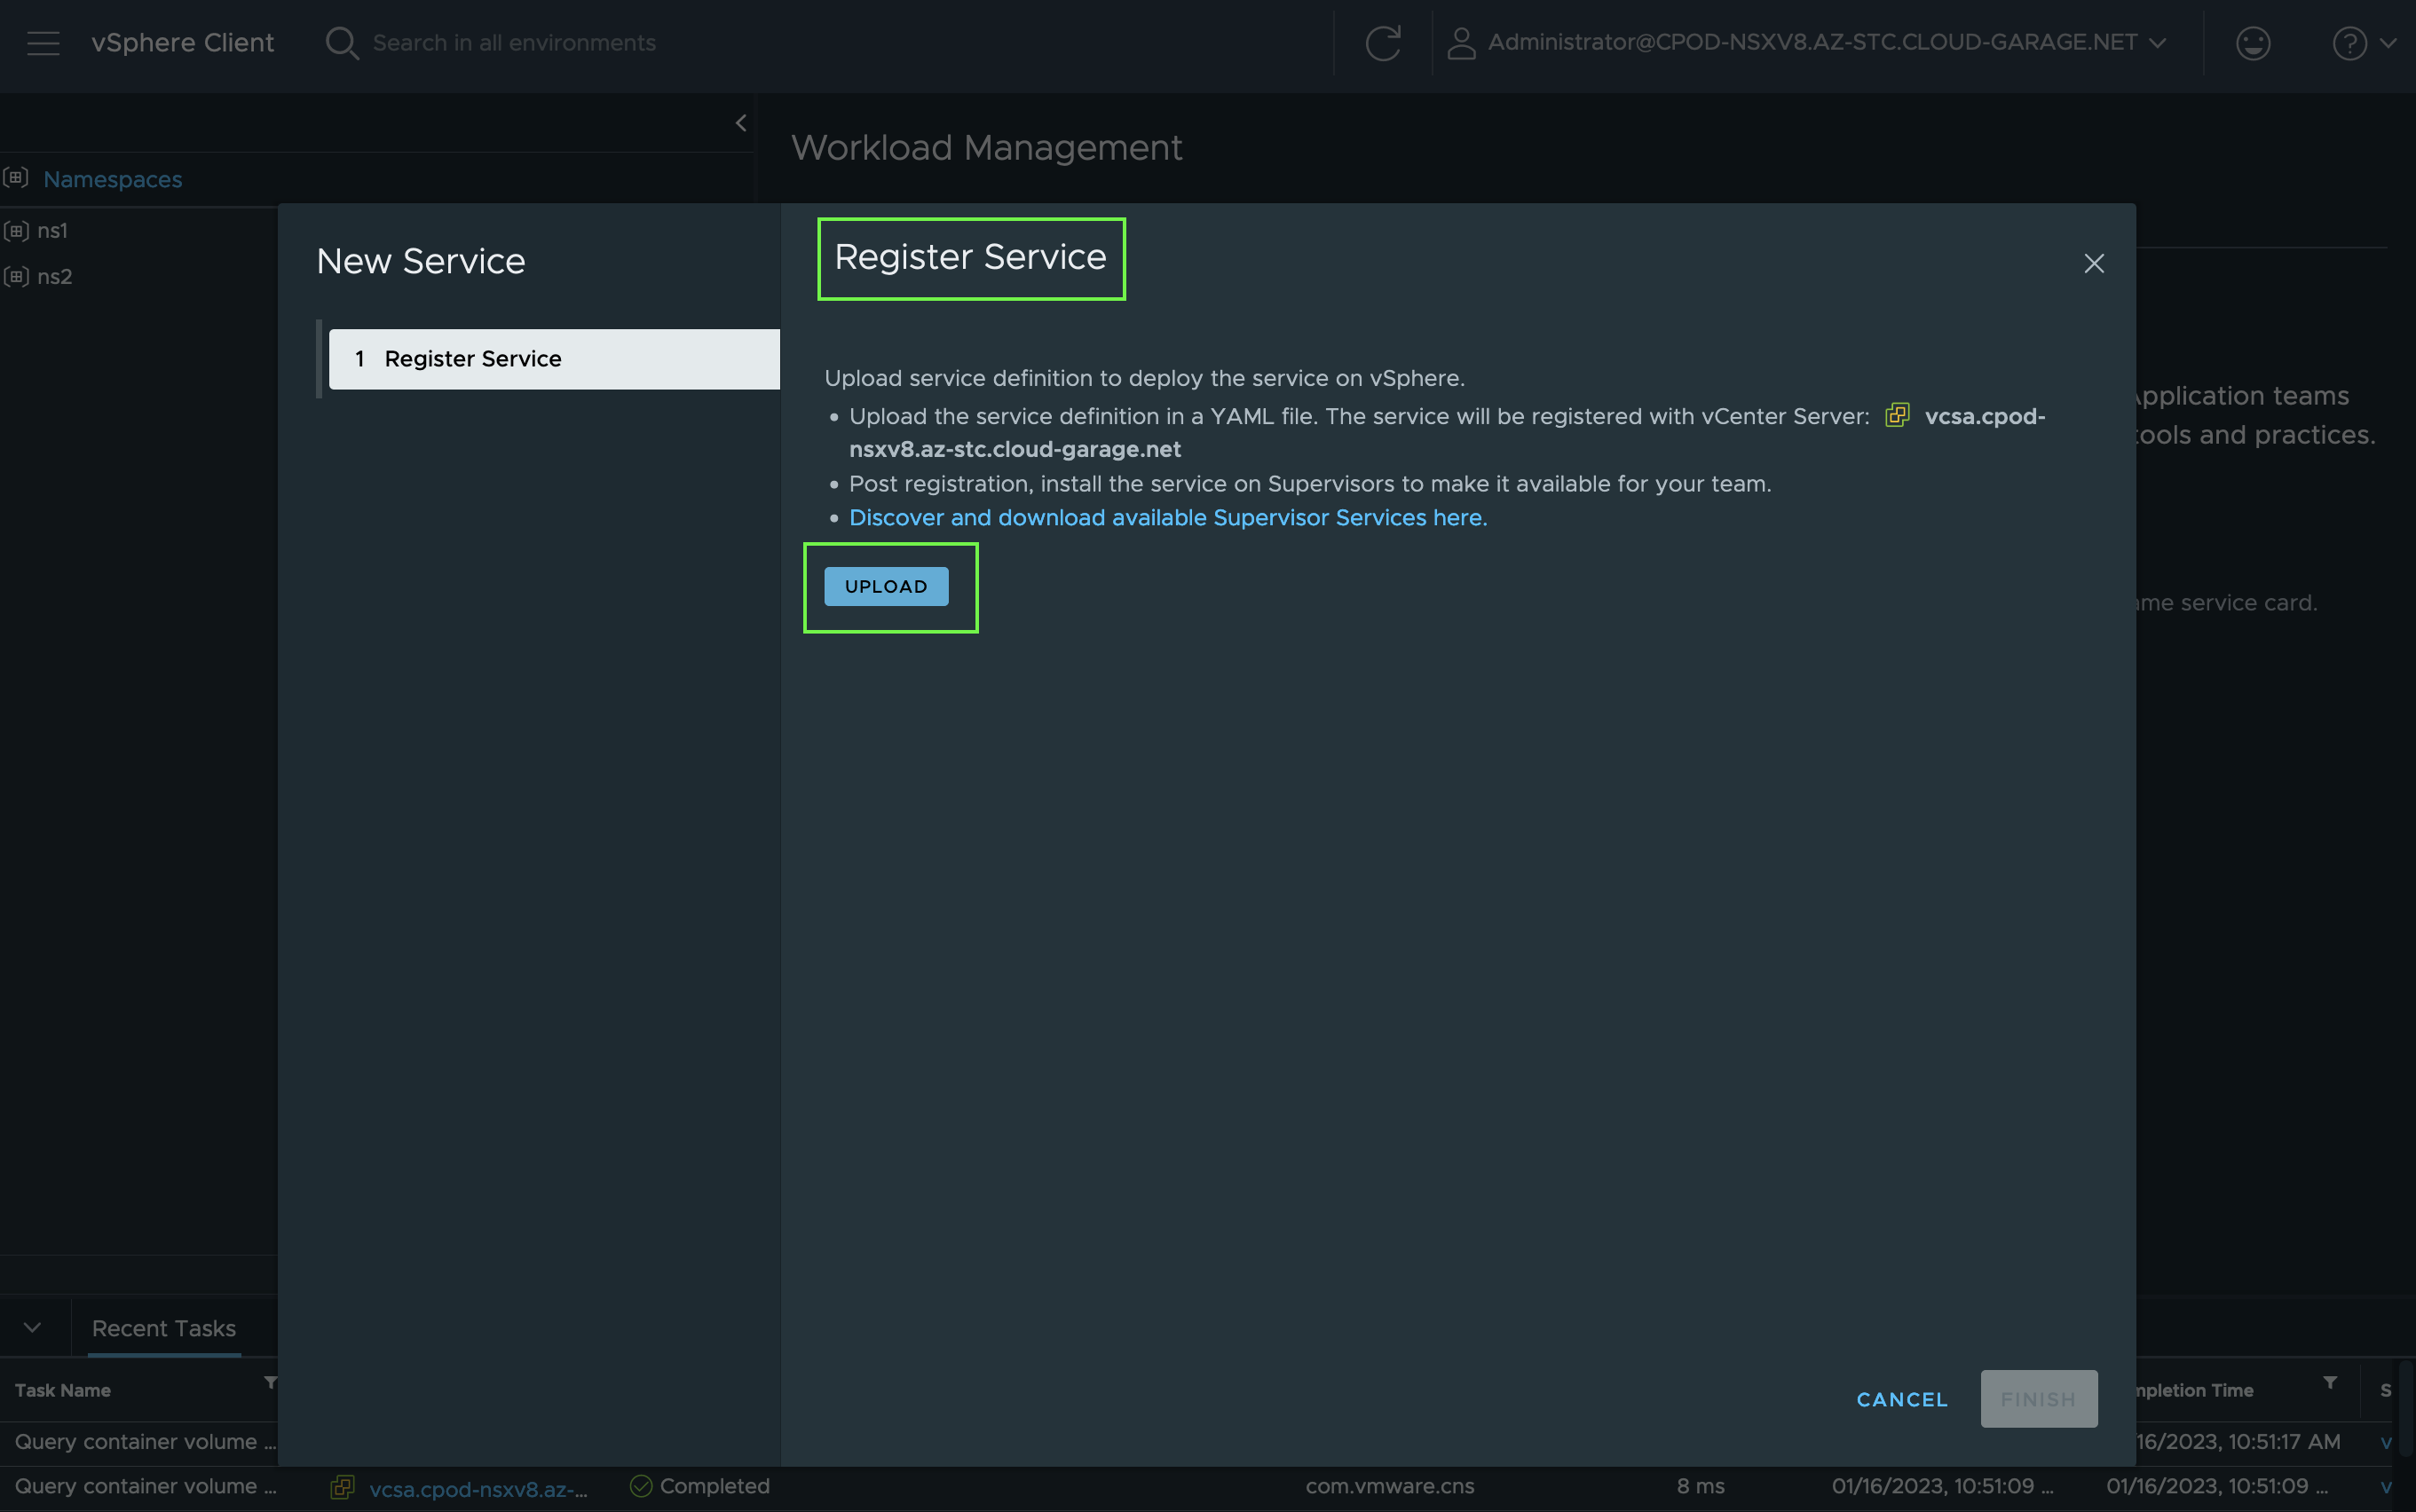 vSphere Client
Search in all environments
Administrator@CPOD-NSXV8.AZ-STC.CLOUD-GARAGE.NET
Namespaces
ns1
ns2
Workload Management
New Service
1 Register Service
Register Service
Upload service definition to deploy the service on vSphere.
Upload the service definition in a YAML file. The service will be registered with vCenter Server: vcsa.cpod-
nsxv8.az-stc.cloud-garage.net
Post registration, install the service on Supervisors to make it available for your team.
Discover and download available Supervisor Services here.
UPLOAD
Application teams
tools and practices.
service card.
CANCEL
FINISH
Recent Tasks
Task Name
Time
Query container volume ...
/16/2023, 10:51:17 AM
Query container volume ... vcsa.cpod-nsxv8.az-... Completed com.vmware.cns 8 ms 01/16/2023, 10:51:09 ... 01/16/2023, 10:51:09 ...